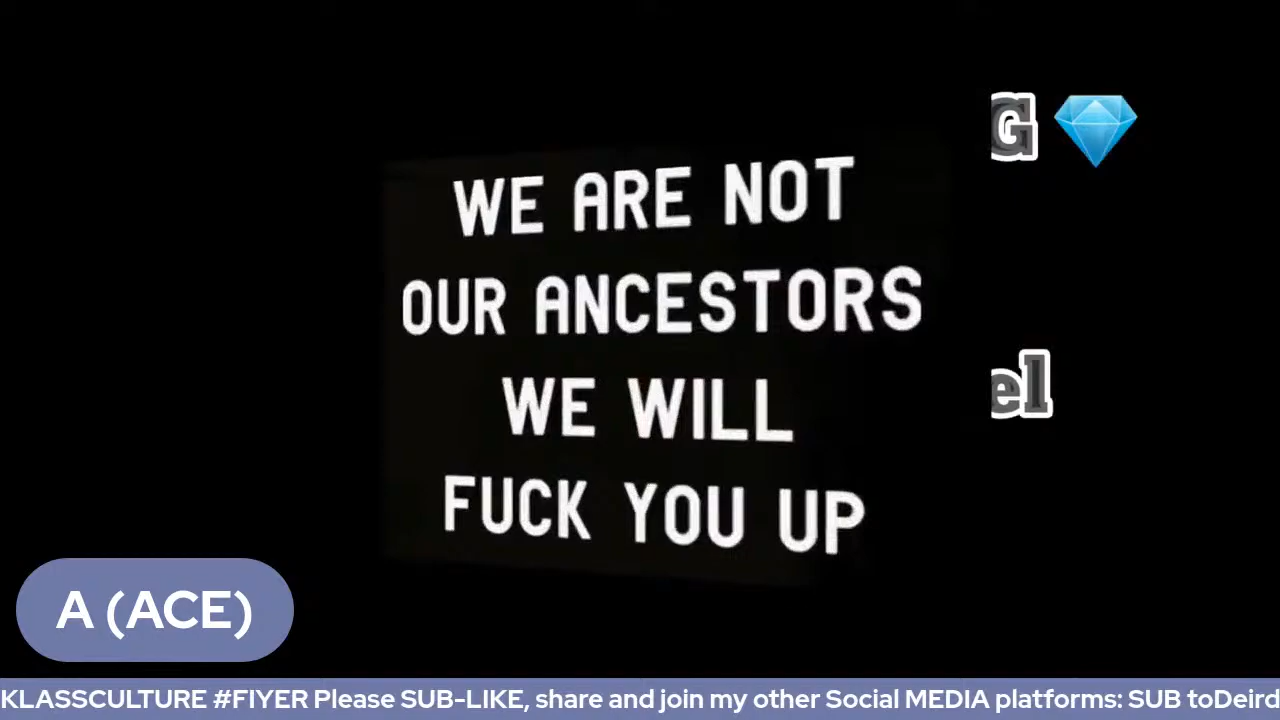 G 💎
WE ARE NOT
OUR ANCESTORS
WE WILL
el
FUCK YOU UP
A (ACE)
KLASSCULTURE #FIYER Please SUB-LIKE, share and join my other Social MEDIA platforms: SUB toDeird